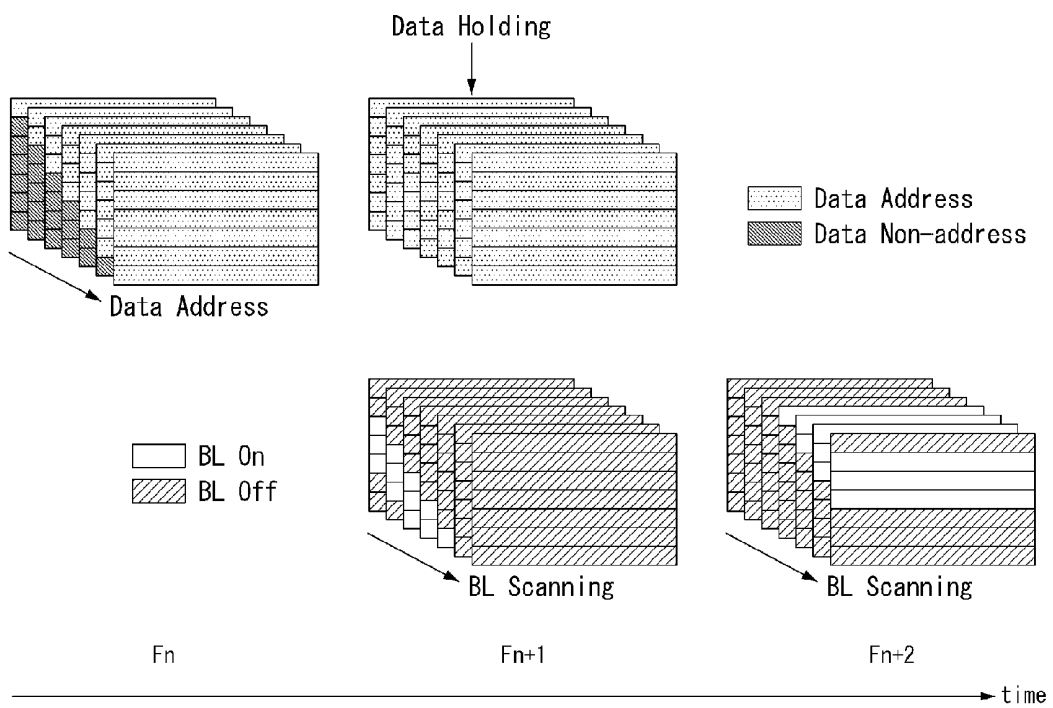 Data Holding
Data Address
Data Non-address
Data Address
BL On
BL Off
BL Scanning
BL Scanning
Fn
Fn+1
Fn+2
time